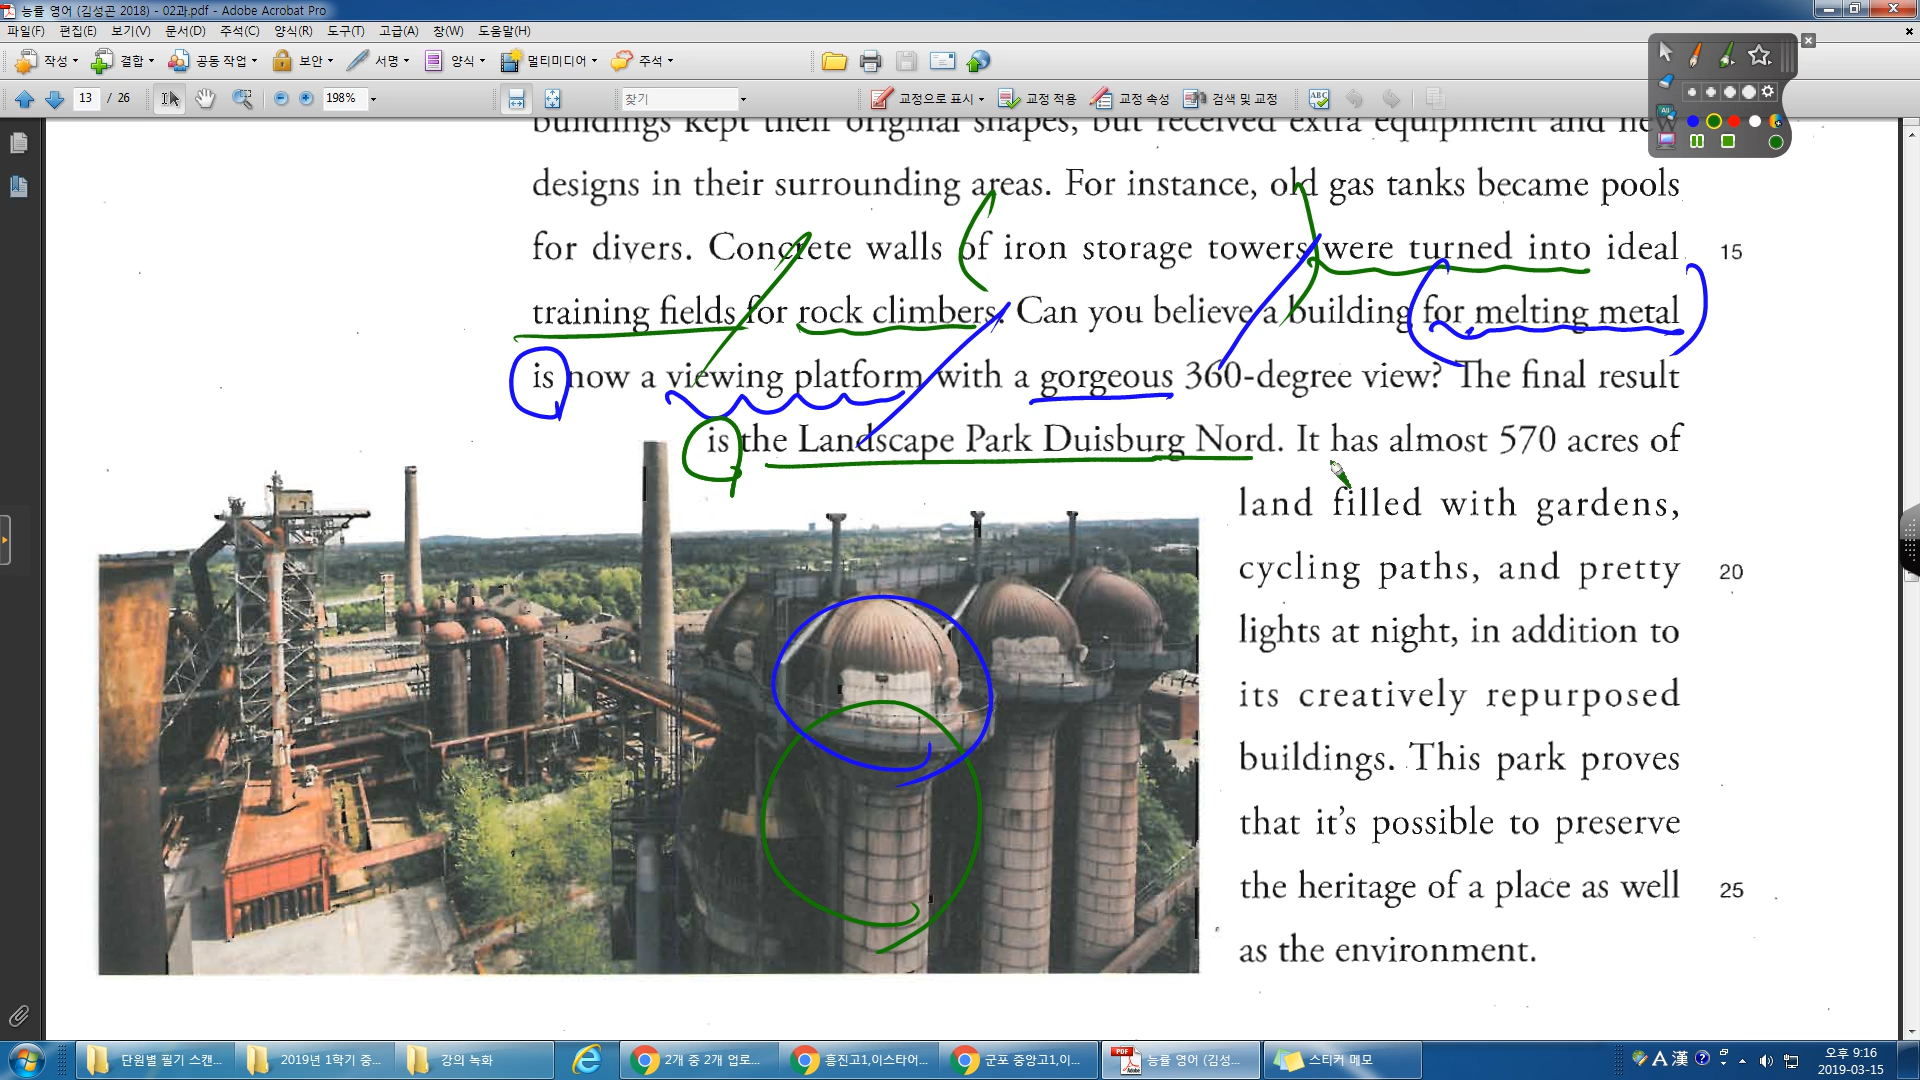 능률 영어 (김성곤 2018) - 02과.pdf - Adobe Acrobat Pro
파일(F) 편집(E) 보기(V) 문서(D) 주석(C) 양식(R) 도구(T) 고급(A) 창(W) 도움말(H)
작성 결합 공동 작업 보안 서명 양식 멀티미디어 주석
13 / 26 198% 찾기 교정으로 표시 교정 적용 교정 속성 검색 및 교정
buildings kept their original shapes, but received extra equipment and new
designs in their surrounding areas. For instance, old gas tanks became pools
for divers. Concrete walls of iron storage towers were turned into ideal 15
training fields for rock climbers. Can you believe a building for melting metal
is now a viewing platform with a gorgeous 360-degree view? The final result
is the Landscape Park Duisburg Nord. It has almost 570 acres of
land filled with gardens,
cycling paths, and pretty 20
lights at night, in addition to
its creatively repurposed
buildings. This park proves
that it's possible to preserve
the heritage of a place as well 25
as the environment.
단원별 필기 스캔... 2019년 1학기 중... 강의 녹화 2개 중 2개 업로... 흥진고1,이스타어... 군포 중앙고1,이... 능률 영어 (김성... 스티커 메모 A 漢 오후 9:16
2019-03-15